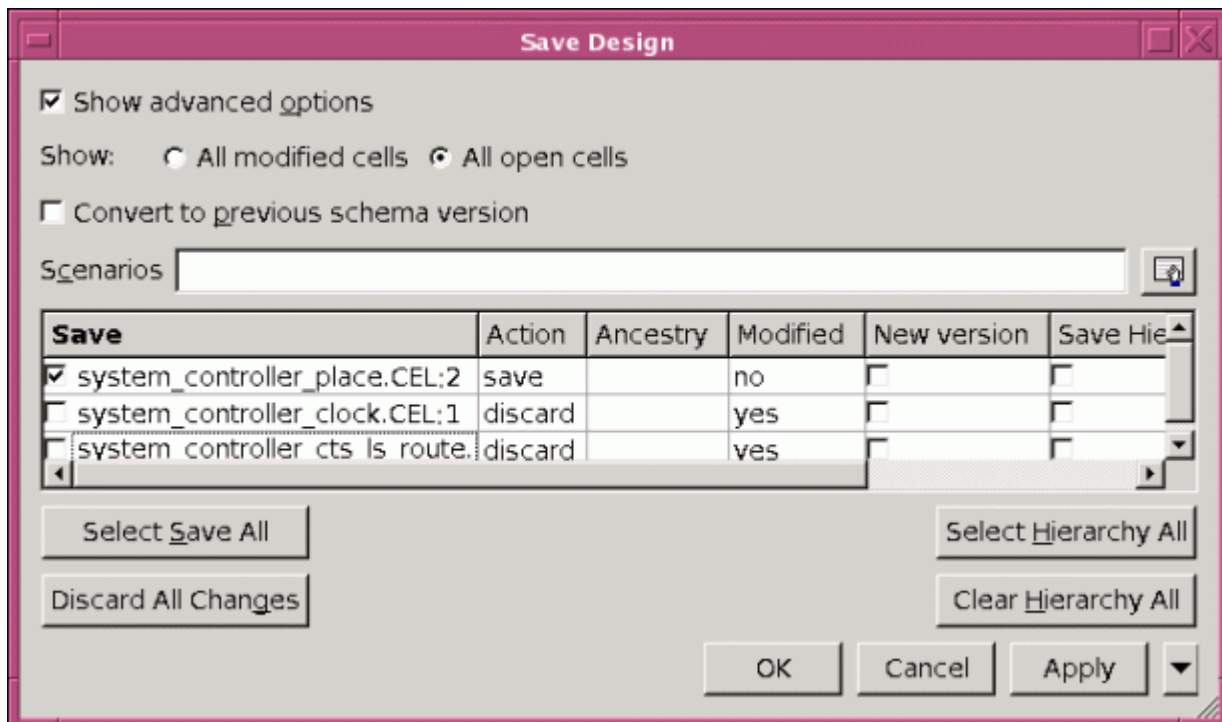 Save Design
Show advanced options
Show: All modified cells All open cells
Convert to previous schema version
Scenarios
Save Action Ancestry Modified New version Save Hie
system_controller_place.CEL;2 save no
system_controller_clock.CEL;1 discard yes
system_controller_cts_ls_route. discard yes
Select Save All Select Hierarchy All
Discard All Changes Clear Hierarchy All
OK Cancel Apply